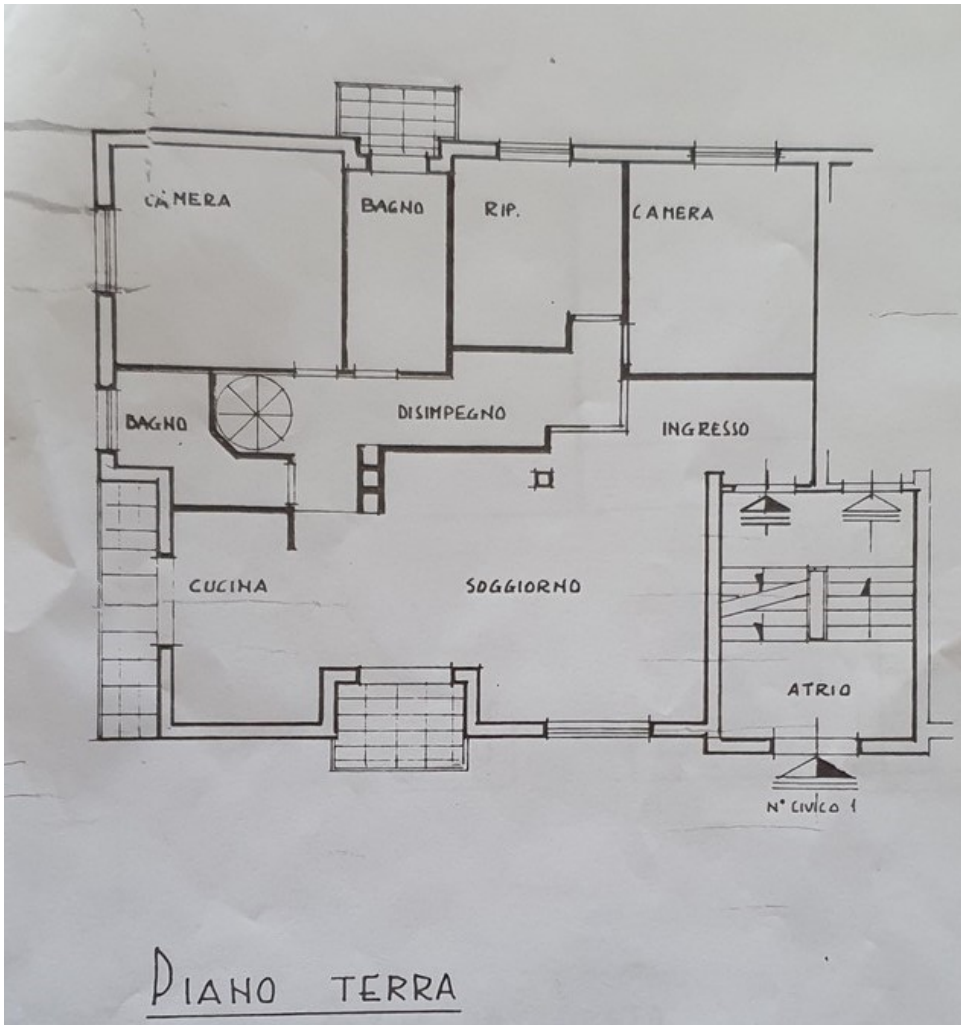 CAMERA
BAGNO
RIP.
CAMERA
BAGNO
DISIMPEGNO
INGRESSO
CUCINA
SOGGIORNO
ATRIO
N° CIVICO 1
PIANO TERRA